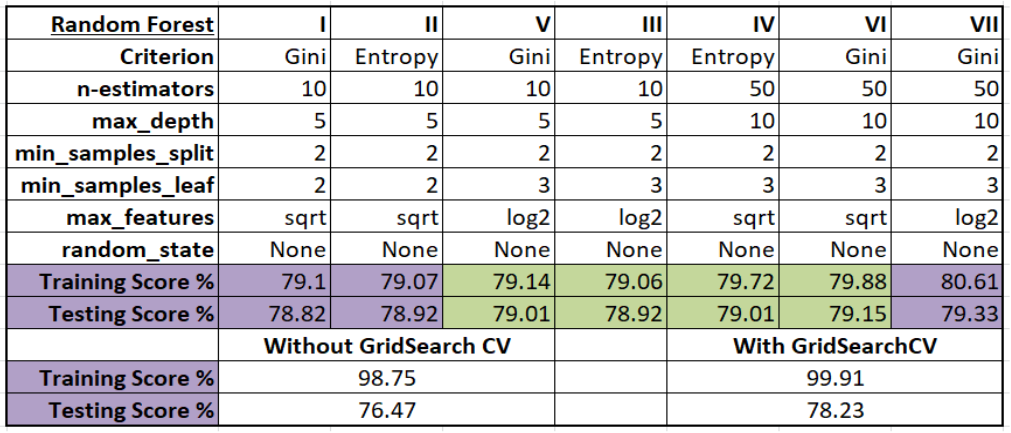 Random Forest I II V III IV VI VII
Criterion Gini Entropy Gini Entropy Entropy Gini Gini
n-estimators 10 10 10 10 50 50 50
max_depth 5 5 5 5 10 10 10
min_samples_split 2 2 2 2 2 2 2
min_samples_leaf 2 2 3 3 3 3 3
max_features sqrt sqrt log2 log2 sqrt sqrt log2
random_state None None None None None None None
Training Score % 79.1 79.07 79.14 79.06 79.72 79.88 80.61
Testing Score % 78.82 78.92 79.01 78.92 79.01 79.15 79.33
Without GridSearch CV With GridSearchCV
Training Score % 98.75 99.91
Testing Score % 76.47 78.23